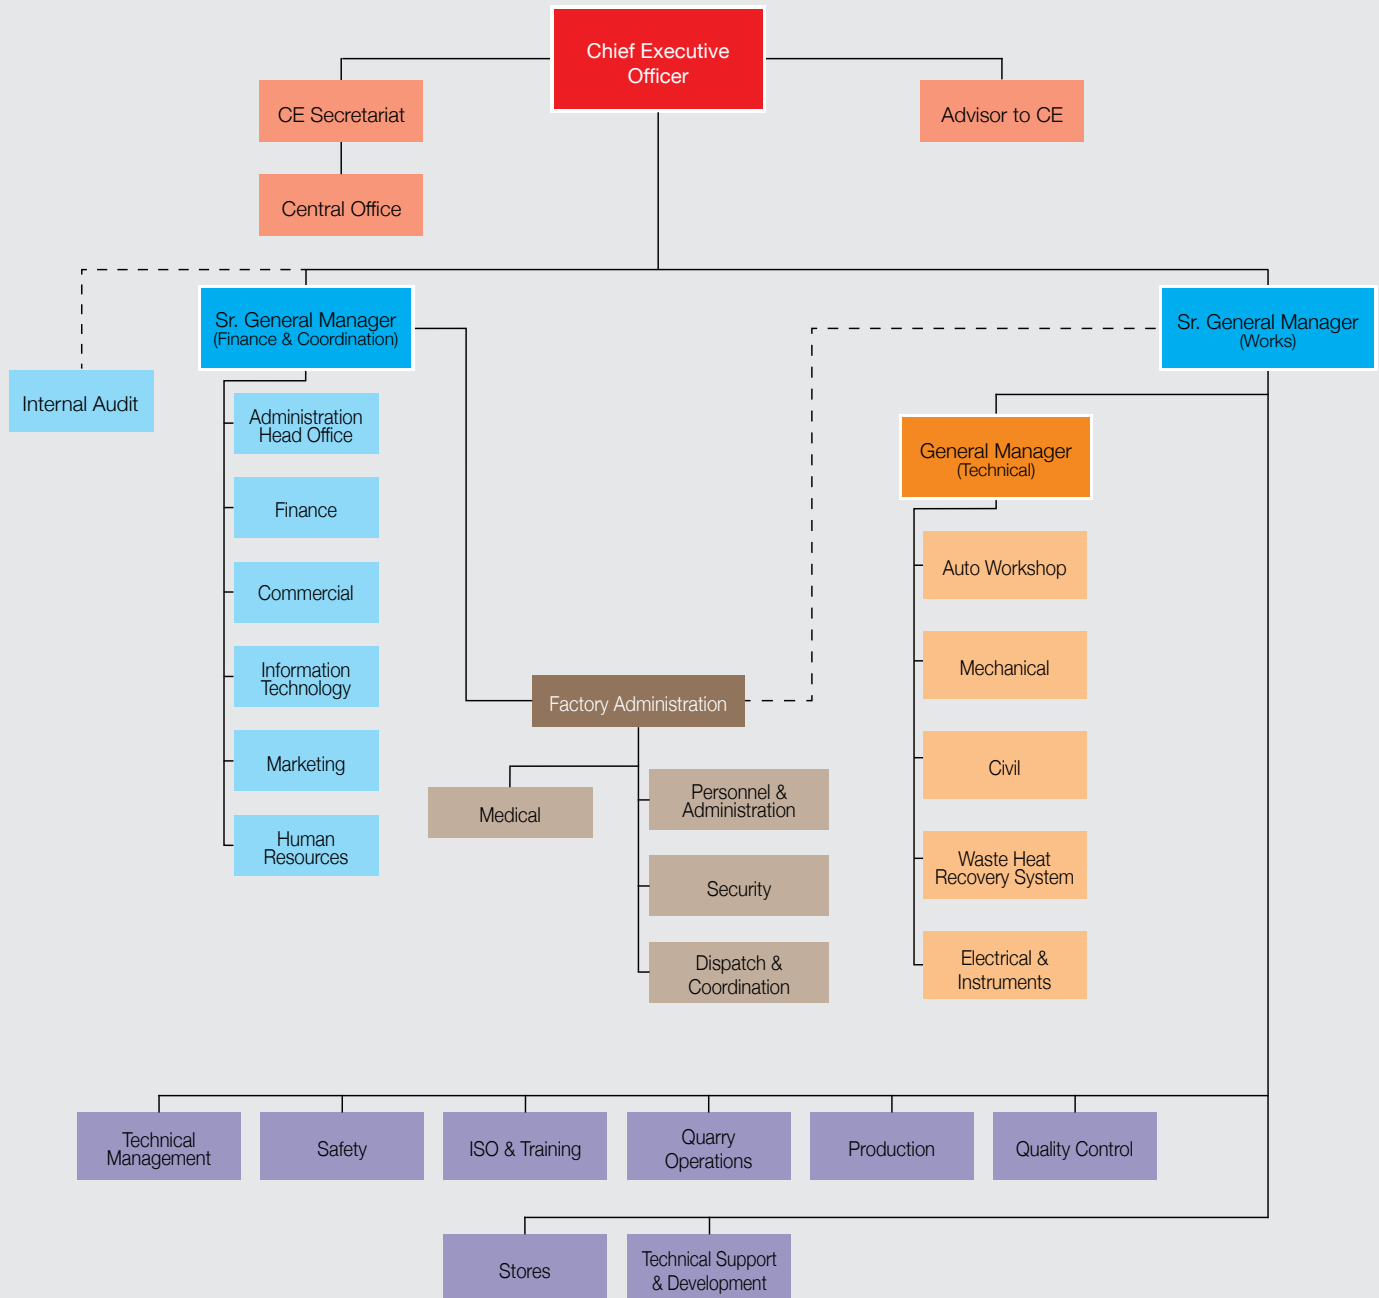 Chief Executive
Officer
CE Secretariat
Advisor to CE
Central Office
Sr. General Manager
(Finance & Coordination)
Sr. General Manager
(Works)
Internal Audit
Administration
Head Office
Finance
Commercial
Information
Technology
Marketing
Human
Resources
Factory Administration
Medical
Personnel &
Administration
Security
Dispatch &
Coordination
General Manager
(Technical)
Auto Workshop
Mechanical
Civil
Waste Heat
Recovery System
Electrical &
Instruments
Technical
Management
Safety
ISO & Training
Quarry
Operations
Production
Quality Control
Stores
Technical Support
& Development